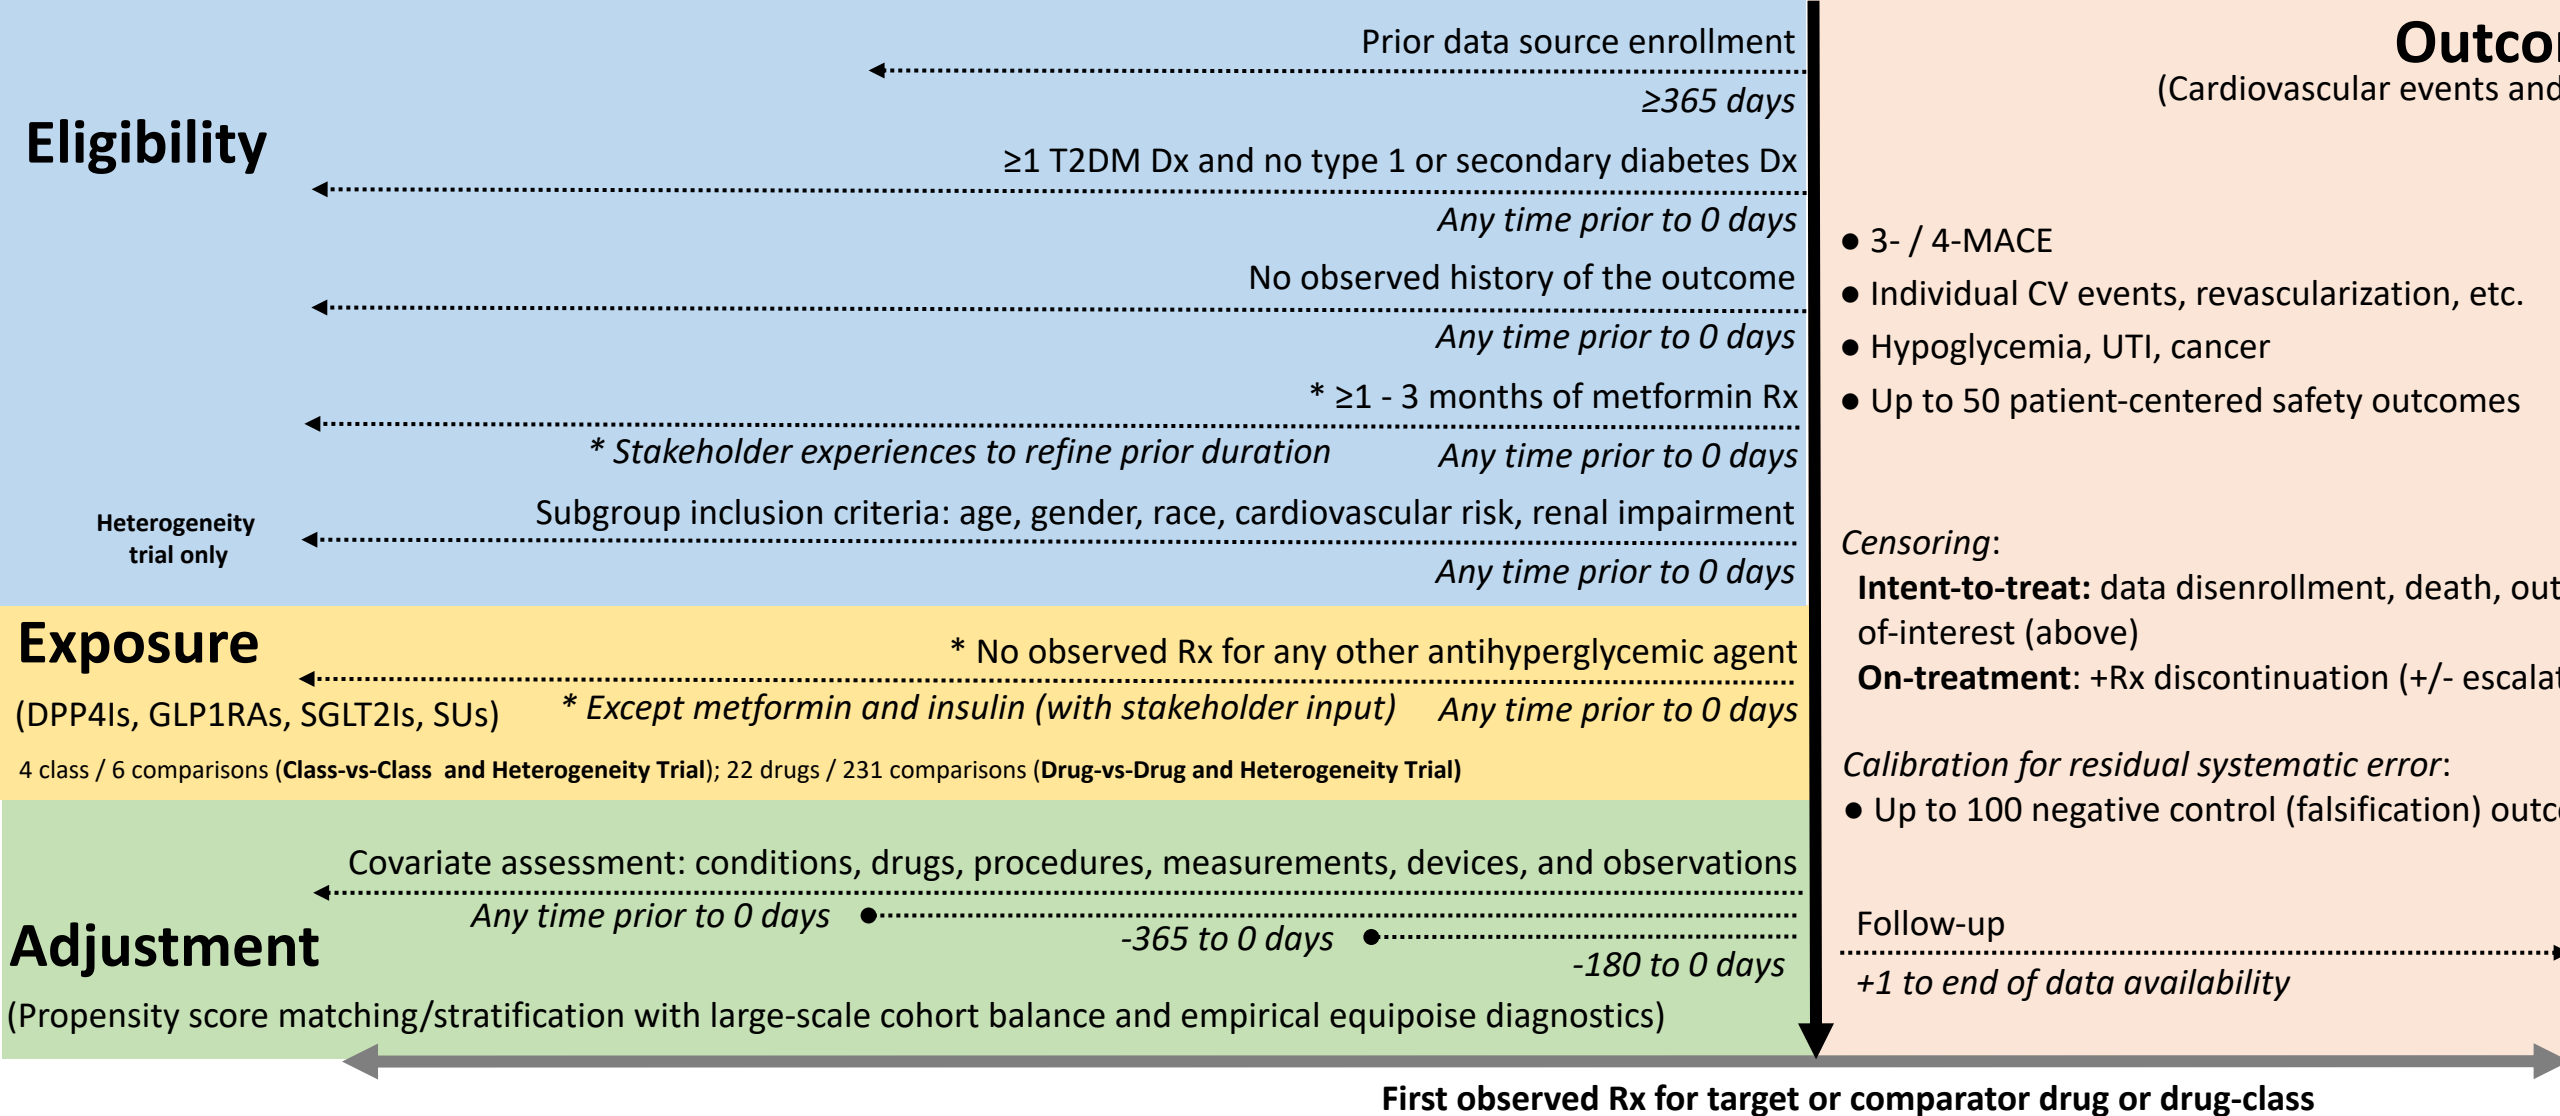 Eligibility
Prior data source enrollment
≥365 days
≥1 T2DM Dx and no type 1 or secondary diabetes Dx
Any time prior to 0 days
No observed history of the outcome
Any time prior to 0 days
* ≥1 - 3 months of metformin Rx
* Stakeholder experiences to refine prior duration
Any time prior to 0 days
Heterogeneity
trial only
Subgroup inclusion criteria: age, gender, race, cardiovascular risk, renal impairment
Any time prior to 0 days
Exposure
(DPP4Is, GLP1RAs, SGLT2Is, SUs)
* No observed Rx for any other antihyperglycemic agent
* Except metformin and insulin (with stakeholder input)
Any time prior to 0 days
4 class / 6 comparisons (Class-vs-Class and Heterogeneity Trial); 22 drugs / 231 comparisons (Drug-vs-Drug and Heterogeneity Trial)
Adjustment
Covariate assessment: conditions, drugs, procedures, measurements, devices, and observations
Any time prior to 0 days
-365 to 0 days
-180 to 0 days
(Propensity score matching/stratification with large-scale cohort balance and empirical equipoise diagnostics)
(Cardiovascular events and
● 3- / 4-MACE
● Individual CV events, revascularization, etc.
● Hypoglycemia, UTI, cancer
● Up to 50 patient-centered safety outcomes
Censoring:
Intent-to-treat: data disenrollment, death,
of-interest (above)
On-treatment: +Rx discontinuation (+/-
Calibration for residual systematic error:
● Up to 100 negative control (falsification)
Follow-up
+1 to end of data availability
First observed Rx for target or comparator drug or drug-class